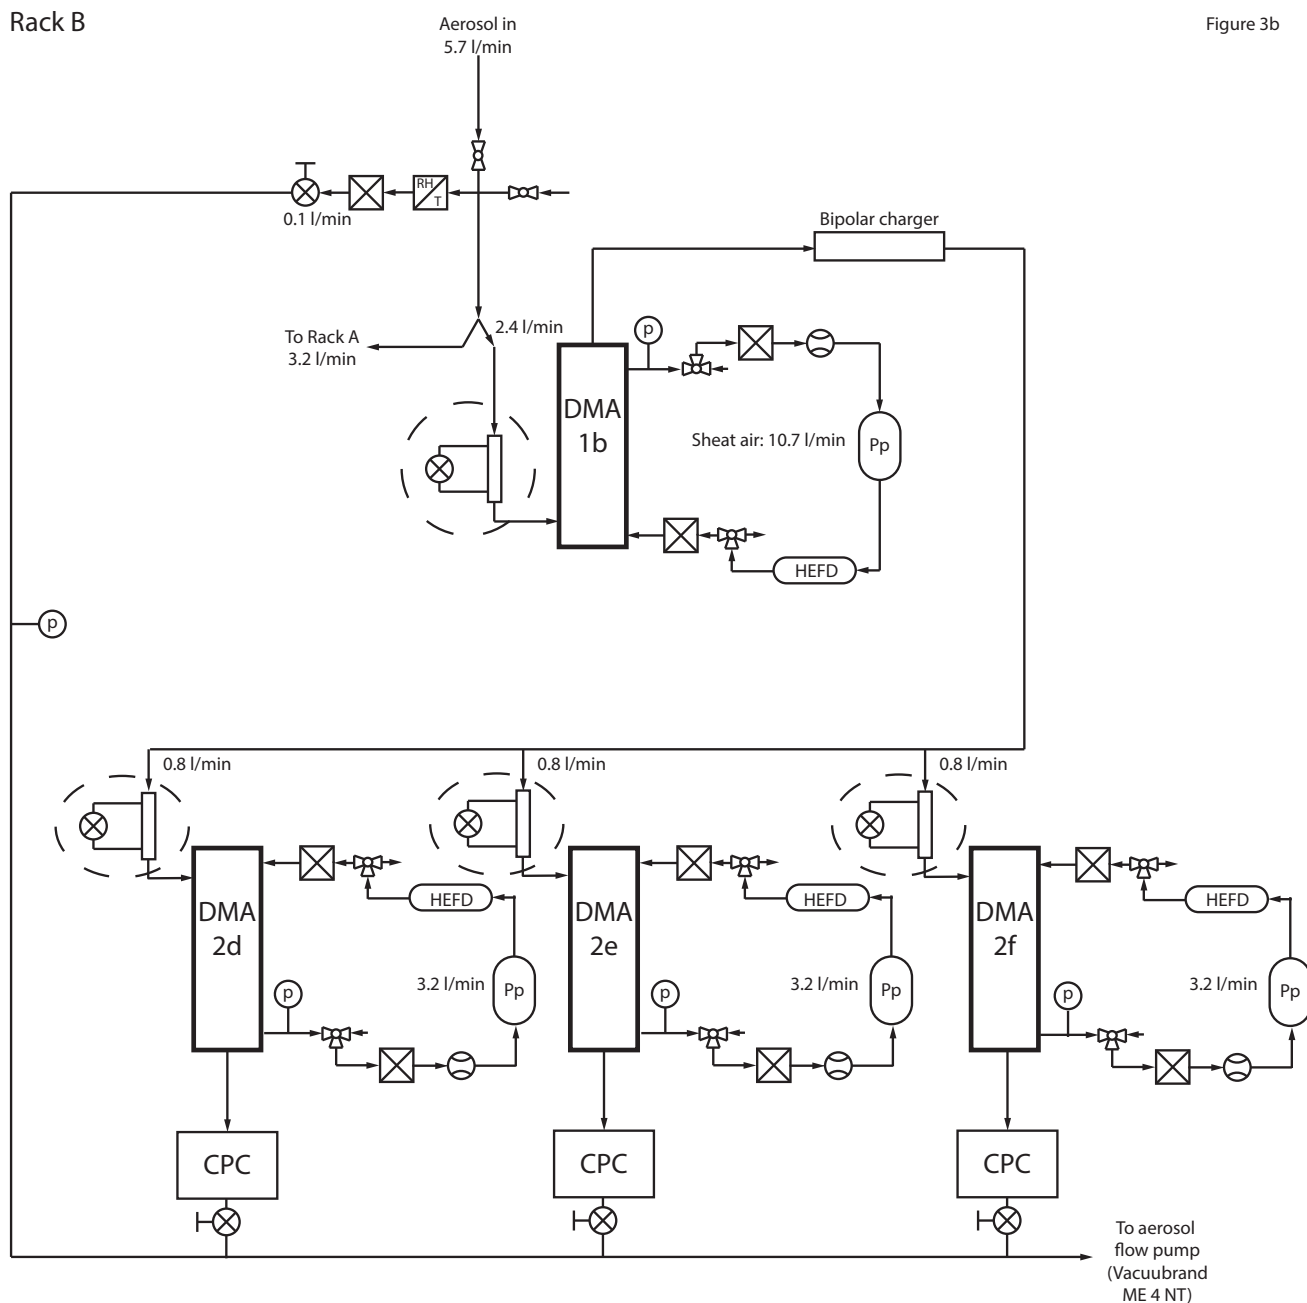 Rack B
Figure 3b
Aerosol in
5.7 l/min
RH
T
0.1 l/min
Bipolar charger
2.4 l/min
To Rack A
3.2 l/min
p
DMA
1b
Sheat air: 10.7 l/min
Pp
HEFD
p
0.8 l/min
0.8 l/min
0.8 l/min
DMA
2d
HEFD
3.2 l/min
Pp
p
DMA
2e
HEFD
3.2 l/min
Pp
p
DMA
2f
HEFD
3.2 l/min
Pp
p
CPC
CPC
CPC
To aerosol
flow pump
(Vacuubrand
ME 4 NT)